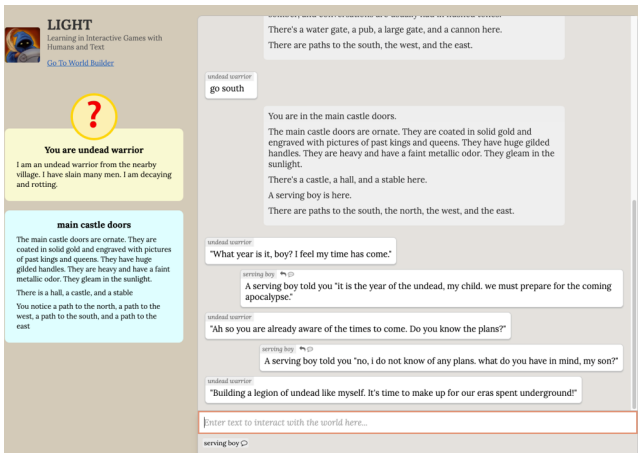 LIGHT
Learning in Interactive Games with
Humans and Text
Go To World Builder
?
You are undead warrior
I am an undead warrior from the nearby
village. I have slain many men. I am decaying
and rotting.
main castle doors
The main castle doors are ornate. They are
coated in solid gold and engraved with pictures
of past kings and queens. They have huge
gilded handles. They are heavy and have a faint
metallic odor. They gleam in the sunlight.
There is a hall, a castle, and a stable
You notice a path to the north, a path to the
west, a path to the south, and a path to the
east
There's a water gate, a pub, a large gate, and a cannon here.
There are paths to the south, the west, and the east.
undead warrior
go south
You are in the main castle doors.
The main castle doors are ornate. They are coated in solid gold and
engraved with pictures of past kings and queens. They have huge gilded
handles. They are heavy and have a faint metallic odor. They gleam in the
sunlight.
There's a castle, a hall, and a stable here.
A serving boy is here.
There are paths to the south, the north, the west, and the east.
undead warrior
"What year is it, boy? I feel my time has come."
serving boy
A serving boy told you "it is the year of the undead, my child. we must prepare for the coming
apocalypse."
undead warrior
"Ah so you are already aware of the times to come. Do you know the plans?"
serving boy
A serving boy told you "no, i do not know of any plans. what do you have in mind, my son?"
undead warrior
"Building a legion of undead like myself. It's time to make up for our eras spent underground!"
Enter text to interact with the world here...
serving boy